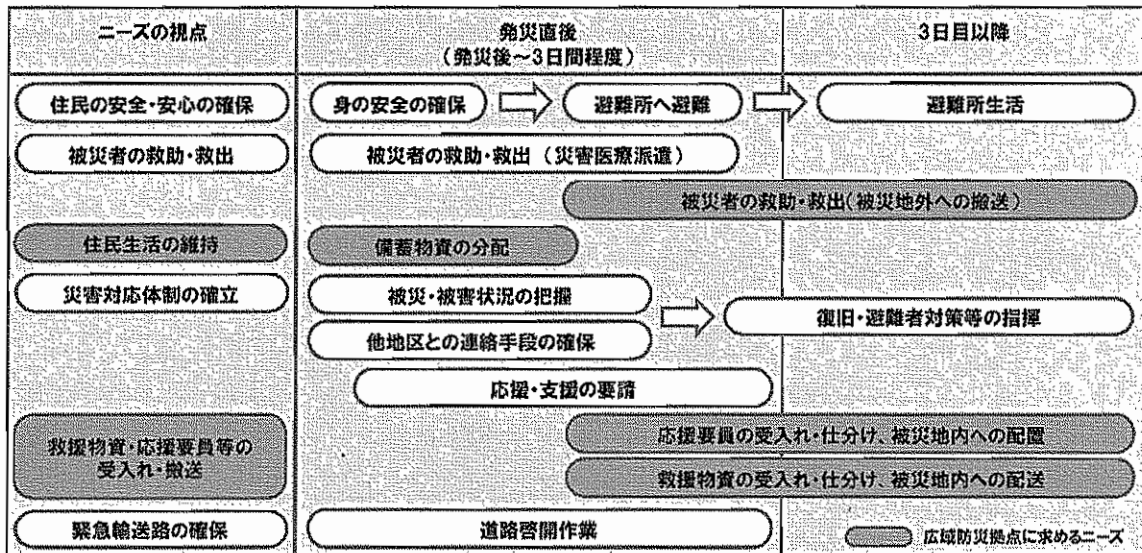 ニーズの視点
発災直後
（発災後～3日間程度）
3日目以降
住民の安全・安心の確保
身の安全の確保
避難所へ避難
避難所生活
被災者の救助・救出
被災者の救助・救出（災害医療派遣）
被災者の救助・救出（被災地外への搬送）
住民生活の維持
備蓄物資の分配
災害対応体制の確立
被災・被害状況の把握
他地区との連絡手段の確保
復旧・避難者対策等の指揮
応援・支援の要請
救援物資・応援要員等の
受入れ・搬送
応援要員の受入れ・仕分け、被災地内への配置
救援物資の受入れ・仕分け、被災地内への配送
緊急輸送路の確保
道路啓開作業
広域防災拠点に求めるニーズ